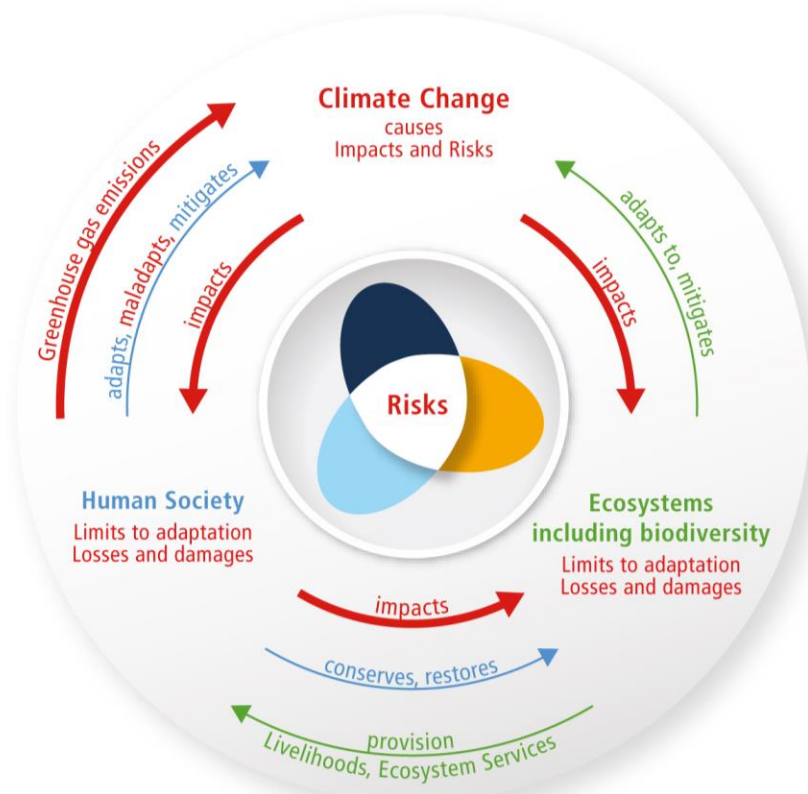 Climate Change
causes
Impacts and Risks
Greenhouse gas emissions
adapts, maladapts, mitigates
impacts
impacts
adapts to, mitigates
Risks
Human Society
Limits to adaptation
Losses and damages
Ecosystems
including biodiversity
Limits to adaptation
Losses and damages
impacts
conserves, restores
provision
Livelihoods, Ecosystem Services